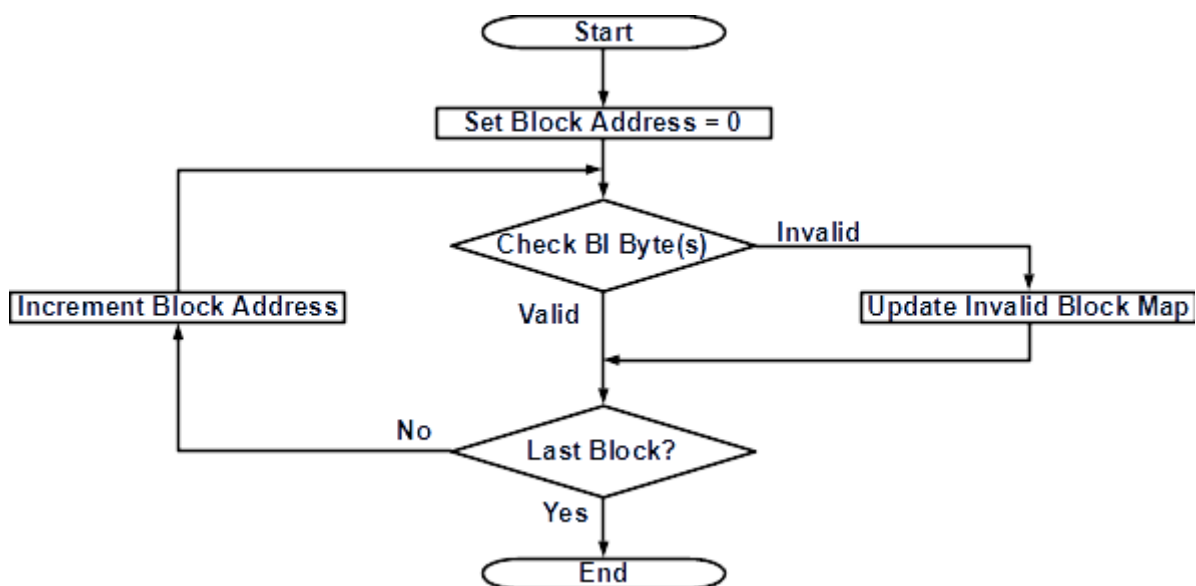 Start
Set Block Address = 0
Check BI Byte(s)
Invalid
Increment Block Address
Valid
Update Invalid Block Map
No
Last Block?
Yes
End